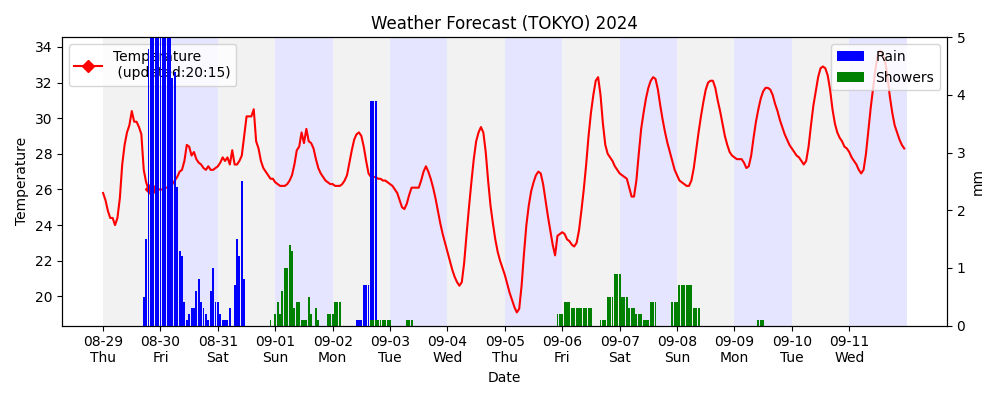 Weather Forecast (TOKYO) 2024
Temperature
(updated:20:15)
Rain
Showers
Temperature
34
32
30
28
26
24
22
20
5
4
3
2
1
0
mm
08-29 08-30 08-31 09-01 09-02 09-03 09-04 09-05 09-06 09-07 09-08 09-09 09-10 09-11
Thu Fri Sat Sun Mon Tue Wed Thu Fri Sat Sun Mon Tue Wed
Date